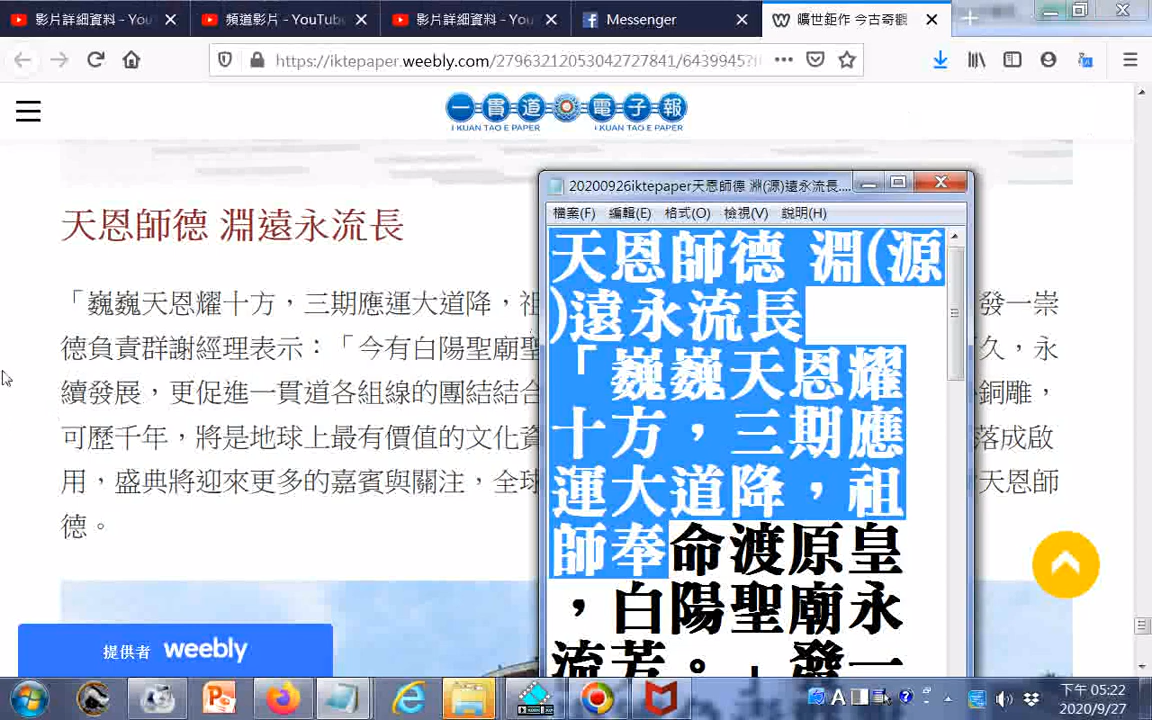 影片詳細資料 - YouTu
頻道影片 - YouTube
影片詳細資料 - You
Messenger
曠世鉅作 今古奇觀
https://iktepaper.weebly.com/27963212053042727841/6439945?f
一貫道電子報
I KUAN TAO E PAPER
I KUAN TAO E PAPER
天恩師德 淵遠永流長
「巍巍天恩耀十方,三期應運大道降,祖
發一崇
德負責群謝經理表示:「今有白陽聖廟聖
久,永
續發展,更促進一貫道各組線的團結結合
銅雕,
可歷千年,將是地球上最有價值的文化資
落成啟
用,盛典將迎來更多的嘉賓與關注,全球
天恩師
德。
20200926iktepaper天恩師德 淵(源)遠永流長....
檔案(F) 編輯(E) 格式(O) 檢視(V) 說明(H)
天恩師德 淵(源
)遠永流長
「巍巍天恩耀
十方,三期應
運大道降,祖
師奉命渡原皇
,白陽聖廟永
流芳。」發一
提供者 weebly
下午 05:22
2020/9/27